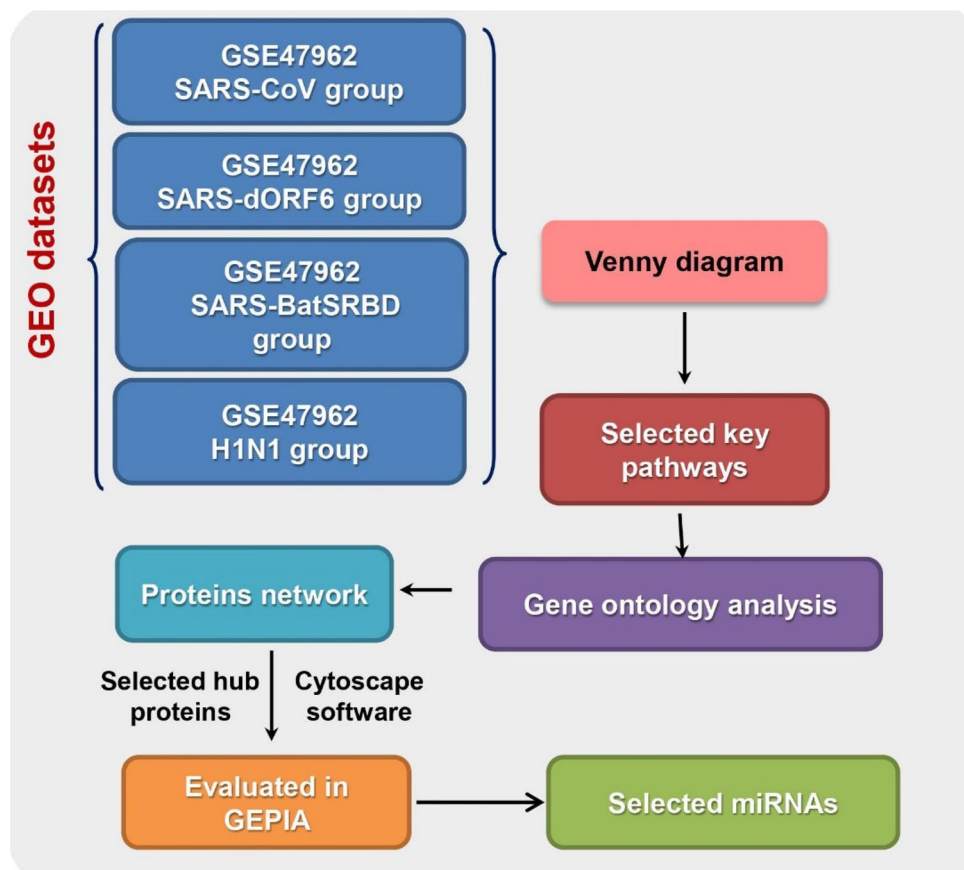 GEO datasets
GSE47962
SARS-CoV group
GSE47962
SARS-dORF6 group
GSE47962
SARS-BatSRBD
group
GSE47962
H1N1 group
Venny diagram
Selected key
pathways
Gene ontology analysis
Proteins network
Selected hub
proteins
Cytoscape
software
Evaluated in
GEPIA
Selected miRNAs